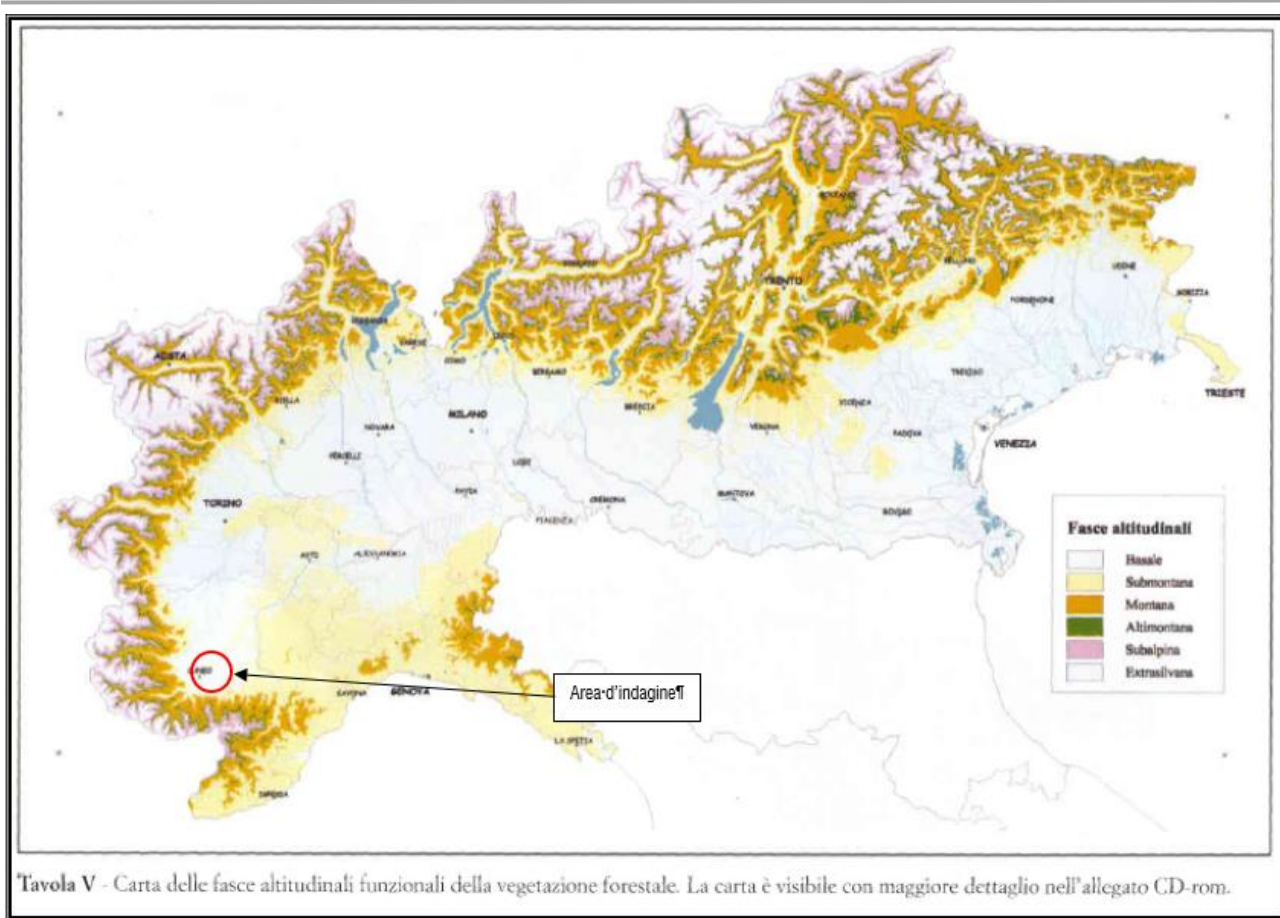 BOLZANO
TRENTO
BELLUNO
UDINE
PORDENONE
GORIZIA
TRIESTE
AOSTA
VERBANIA
VARESE
COMO
LECCO
BERGAMO
BIELLA
BRESCIA
TREVISO
VICENZA
MILANO
NOVARA
VERONA
PADOVA
VENEZIA
VERCELLI
LODI
TORINO
PAVIA
CREMONA
MANTOVA
ROVIGO
PIACENZA
ASTI
ALESSANDRIA
Fasce altitudinali
Basale
Submontana
Montana
Altimontana
Subalpina
Extrasilvana
CUNEO
SAVONA
GENOVA
Area·d'indagine¶
LA SPEZIA
IMPERIA
Tavola V - Carta delle fasce altitudinali funzionali della vegetazione forestale. La carta è visibile con maggiore dettaglio nell'allegato CD-rom.